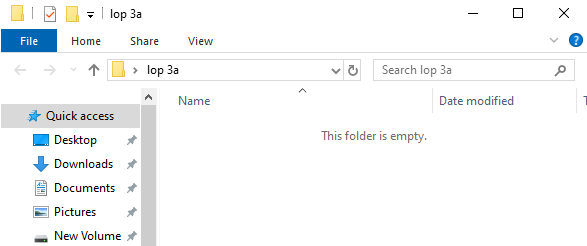 lop 3a
File Home Share View
lop 3a
Search lop 3a
Name Date modified T
Quick access
This folder is empty.
Desktop
Downloads
Documents
Pictures
New Volume